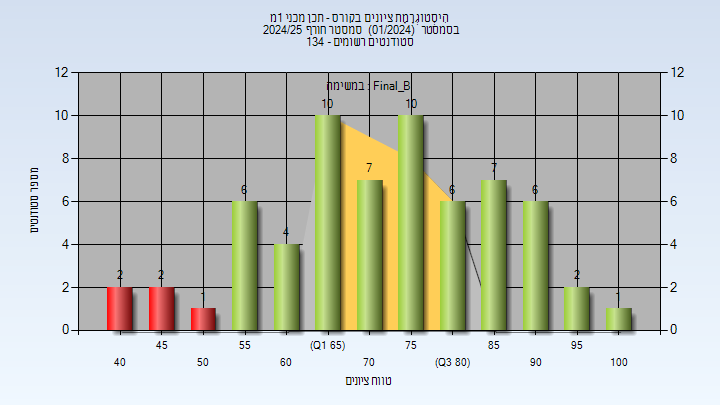 הִיסְטוֹגְרַמַת ציונים בקורס - תכן מכני 1מ
בסמסטר (01/2024) סמסטר חורף 2024/25
סטודנטים רשומים - 134
במשימה : Final_B
12 12
10 10
8 8
6 6
4 4
2 2
0 0
2 2 1 6 4 10 7 10 6 7 6 2 1
מספר סטודנטים
45 55 (Q1 65) 75 85 95
40 50 60 70 (Q3 80) 90 100
טווח ציונים